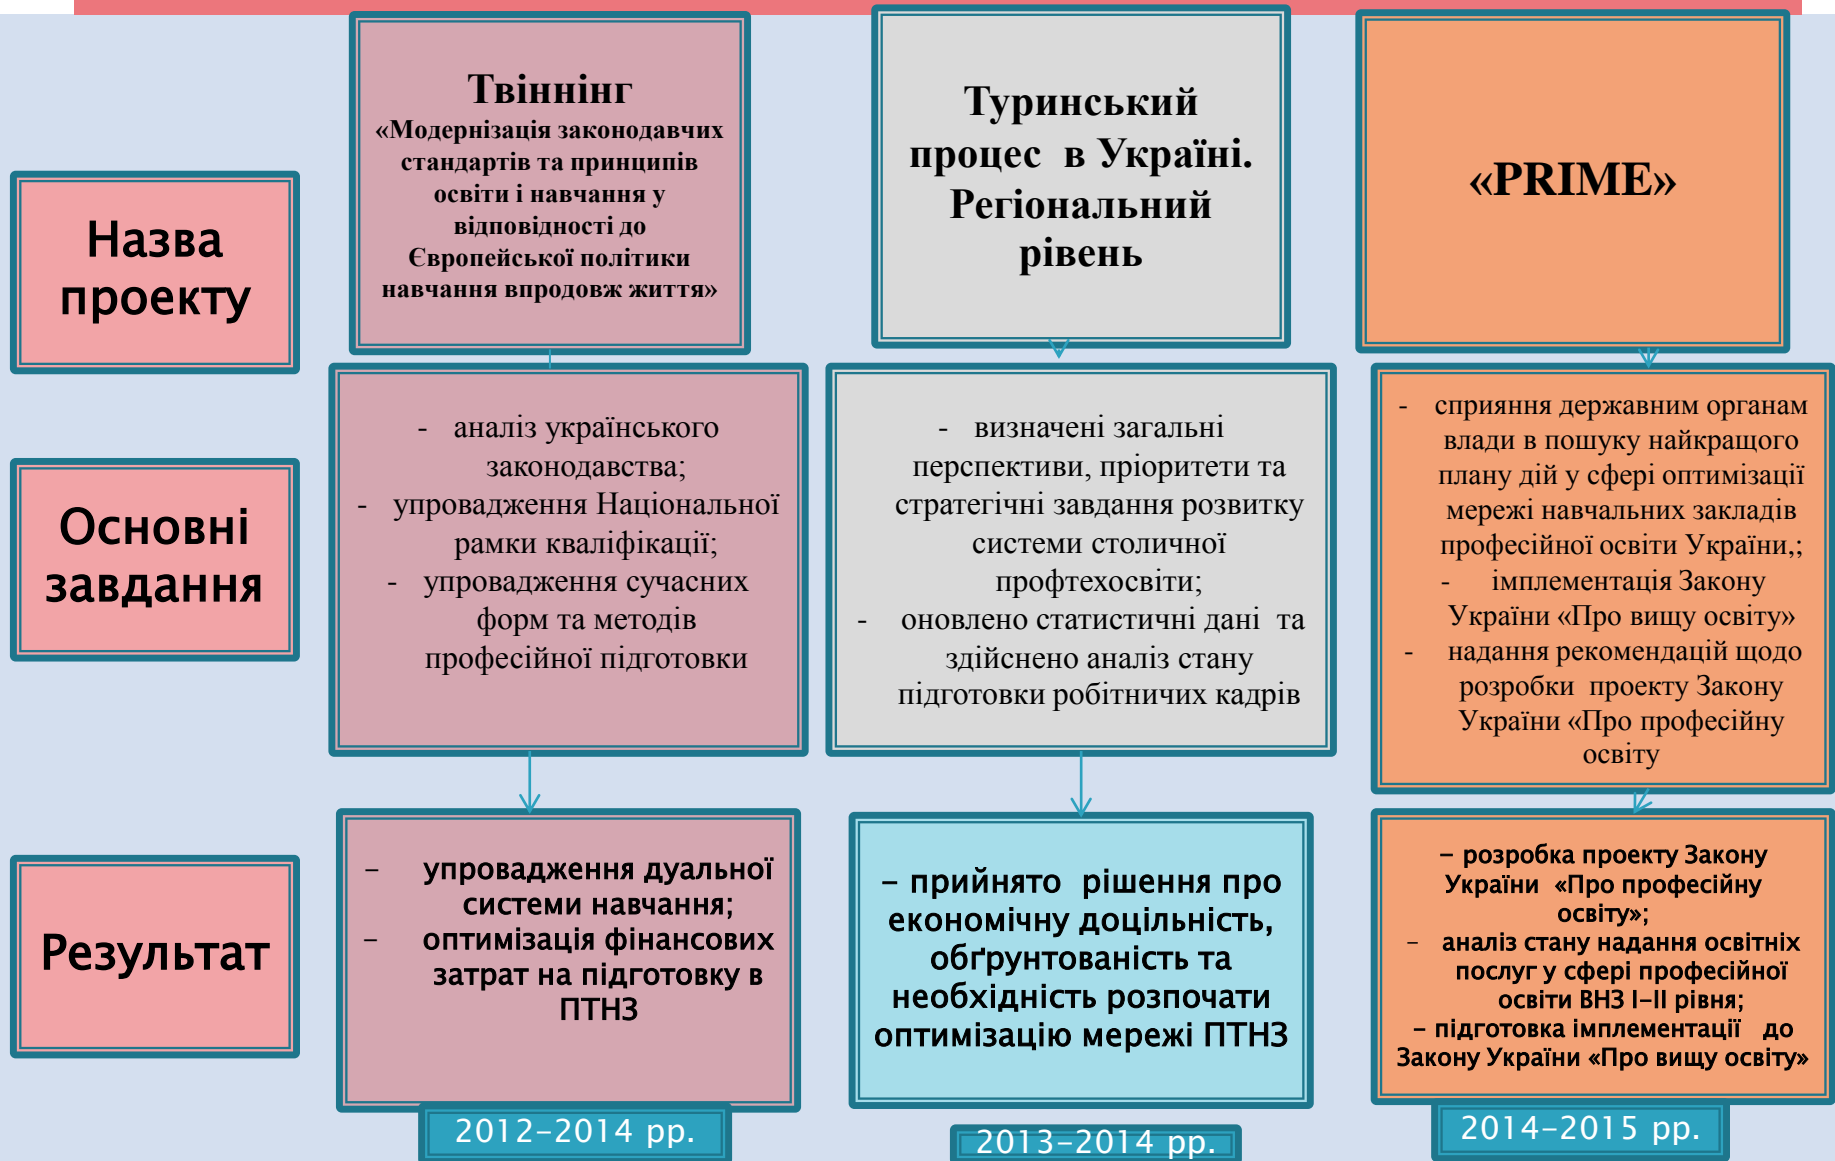 Назва
проекту
Твіннінг
«Модернізація законодавчих
стандартів та принципів
освіти і навчання у
відповідності до
Європейської політики
навчання впродовж життя»
Туринський
процес в Україні.
Регіональний
рівень
«PRIME»
Основні
завдання
- аналіз українського
законодавства;
- упровадження Національної
рамки кваліфікації;
- упровадження сучасних
форм та методів
професійної підготовки
- визначені загальні
перспективи, пріоритети та
стратегічні завдання розвитку
системи столичної
профтехосвіти;
- оновлено статистичні дані та
здійснено аналіз стану
підготовки робітничих кадрів
- сприяння державним органам
влади в пошуку найкращого
плану дій у сфері оптимізації
мережі навчальних закладів
професійної освіти України,;
- імплементація Закону
України «Про вищу освіту»
- надання рекомендацій щодо
розробки проекту Закону
України «Про професійну
освіту
Результат
- упровадження дуальної
системи навчання;
- оптимізація фінансових
затрат на підготовку в
ПТНЗ
- прийнято рішення про
економічну доцільність,
обґрунтованість та
необхідність розпочати
оптимізацію мережі ПТНЗ
- розробка проекту Закону
України «Про професійну
освіту»;
- аналіз стану надання освітніх
послуг у сфері професійної
освіти ВНЗ І-ІІ рівня;
- підготовка імплементації до
Закону України «Про вищу освіту»
2012-2014 рр.
2013-2014 рр.
2014-2015 рр.